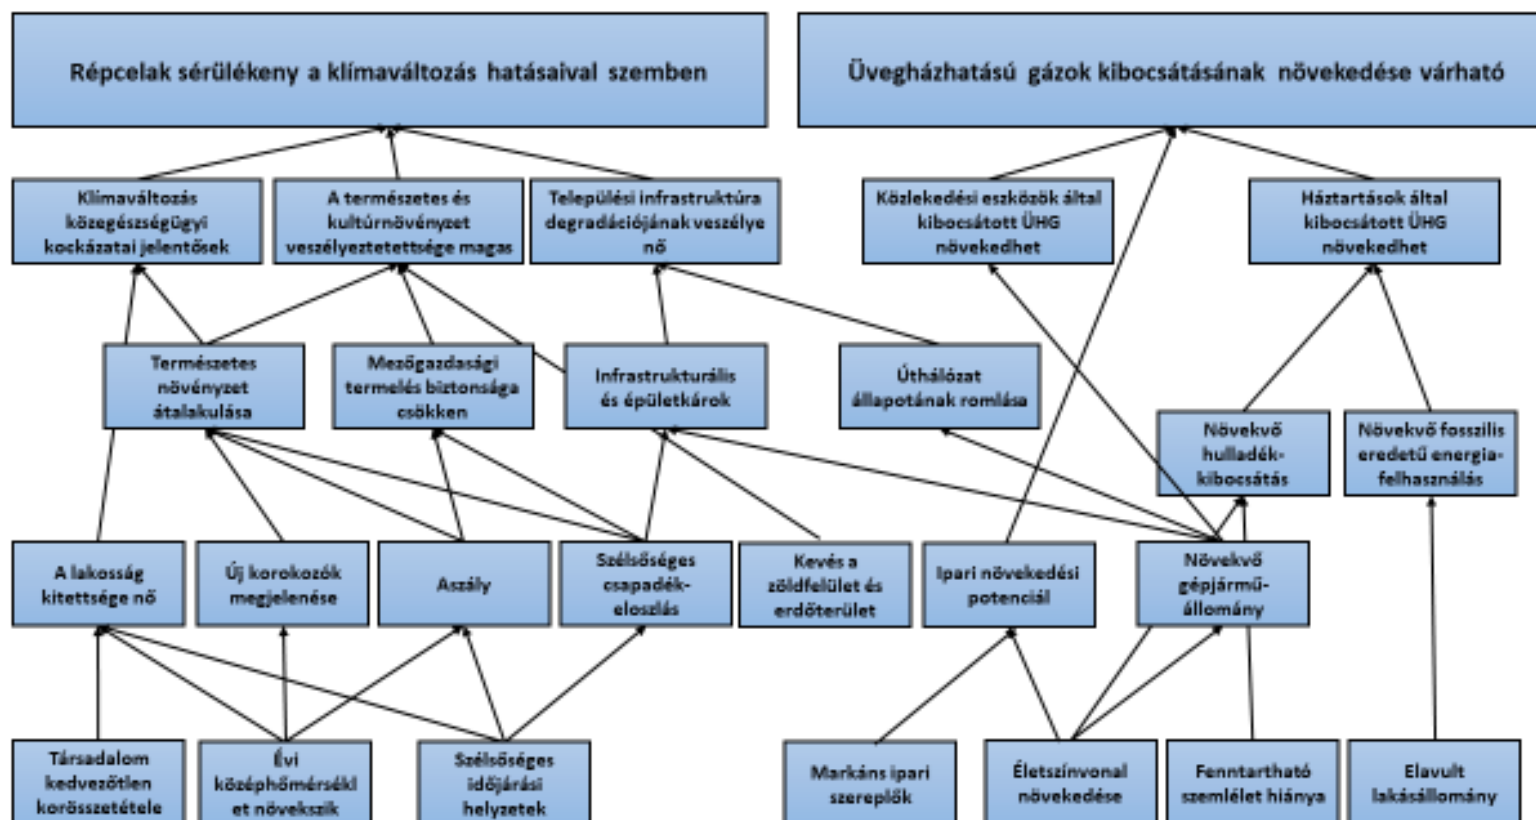 Répcelak sérülékeny a klímaváltozás hatásaival szemben
Üvegházhatású gázok kibocsátásának növekedése várható
Klímaváltozás
közegészségügyi
kockázatai jelentősek
A természetes és
kultúrnövényzet
veszélyeztetettsége magas
Települési infrastruktúra
degradációjának veszélye
nő
Közlekedési eszközök által
kibocsátott ÜHG
növekedhet
Háztartások által
kibocsátott ÜHG
növekedhet
Természetes
növényzet
átalakulása
Mezőgazdasági
termelés biztonsága
csökken
Infrastrukturális
és épületkárok
Úthálózat
állapotának romlása
Növekvő
hulladék-
kibocsátás
Növekvő fosszilis
eredetű energia-
felhasználás
A lakosság
kitettsége nő
Új korokozók
megjelenése
Aszály
Szélsőséges
csapadék-
eloszlás
Kevés a
zöldfelület és
erdőterület
Ipari növekedési
potenciál
Növekvő
gépjármű-
állomány
Társadalom
kedvezőtlen
korösszetétele
Évi
középhőmérsékl
et növekszik
Szélsőséges
időjárási
helyzetek
Markáns ipari
szereplők
Életszínvonal
növekedése
Fenntartható
szemlélet hiánya
Elavult
lakásállomány